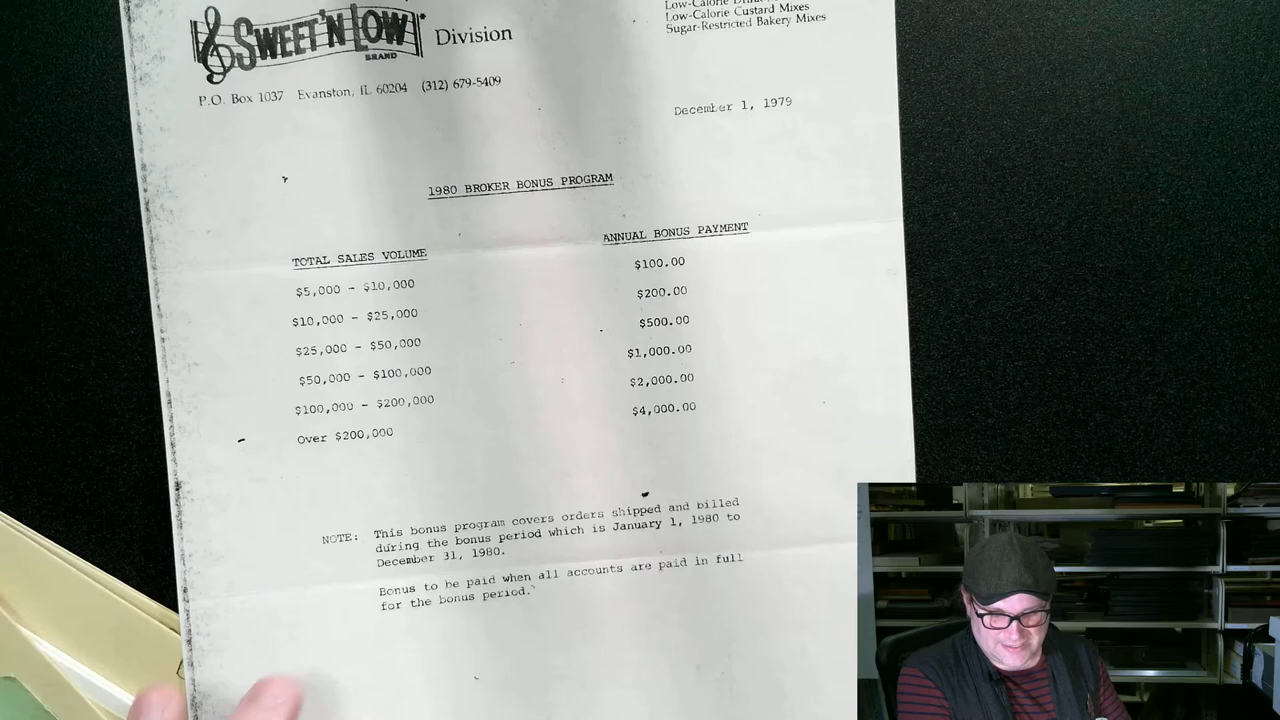 Low-Calorie
Low-Calorie Custard Mixes
Sugar-Restricted Bakery Mixes
SWEET'N LOW
BRAND
Division
P.O. Box 1037 Evanston, IL 60204 (312) 679-5409
December 1, 1979
1980 BROKER BONUS PROGRAM
TOTAL SALES VOLUME ANNUAL BONUS PAYMENT
$5,000 - $10,000 $100.00
$10,000 - $25,000 $200.00
$25,000 - $50,000 $500.00
$50,000 - $100,000 $1,000.00
$100,000 - $200,000 $2,000.00
Over $200,000 $4,000.00
NOTE: This bonus program covers orders shipped and billed
during the bonus period which is January 1, 1980 to
December 31, 1980.
Bonus to be paid when all accounts are paid in full
for the bonus period.